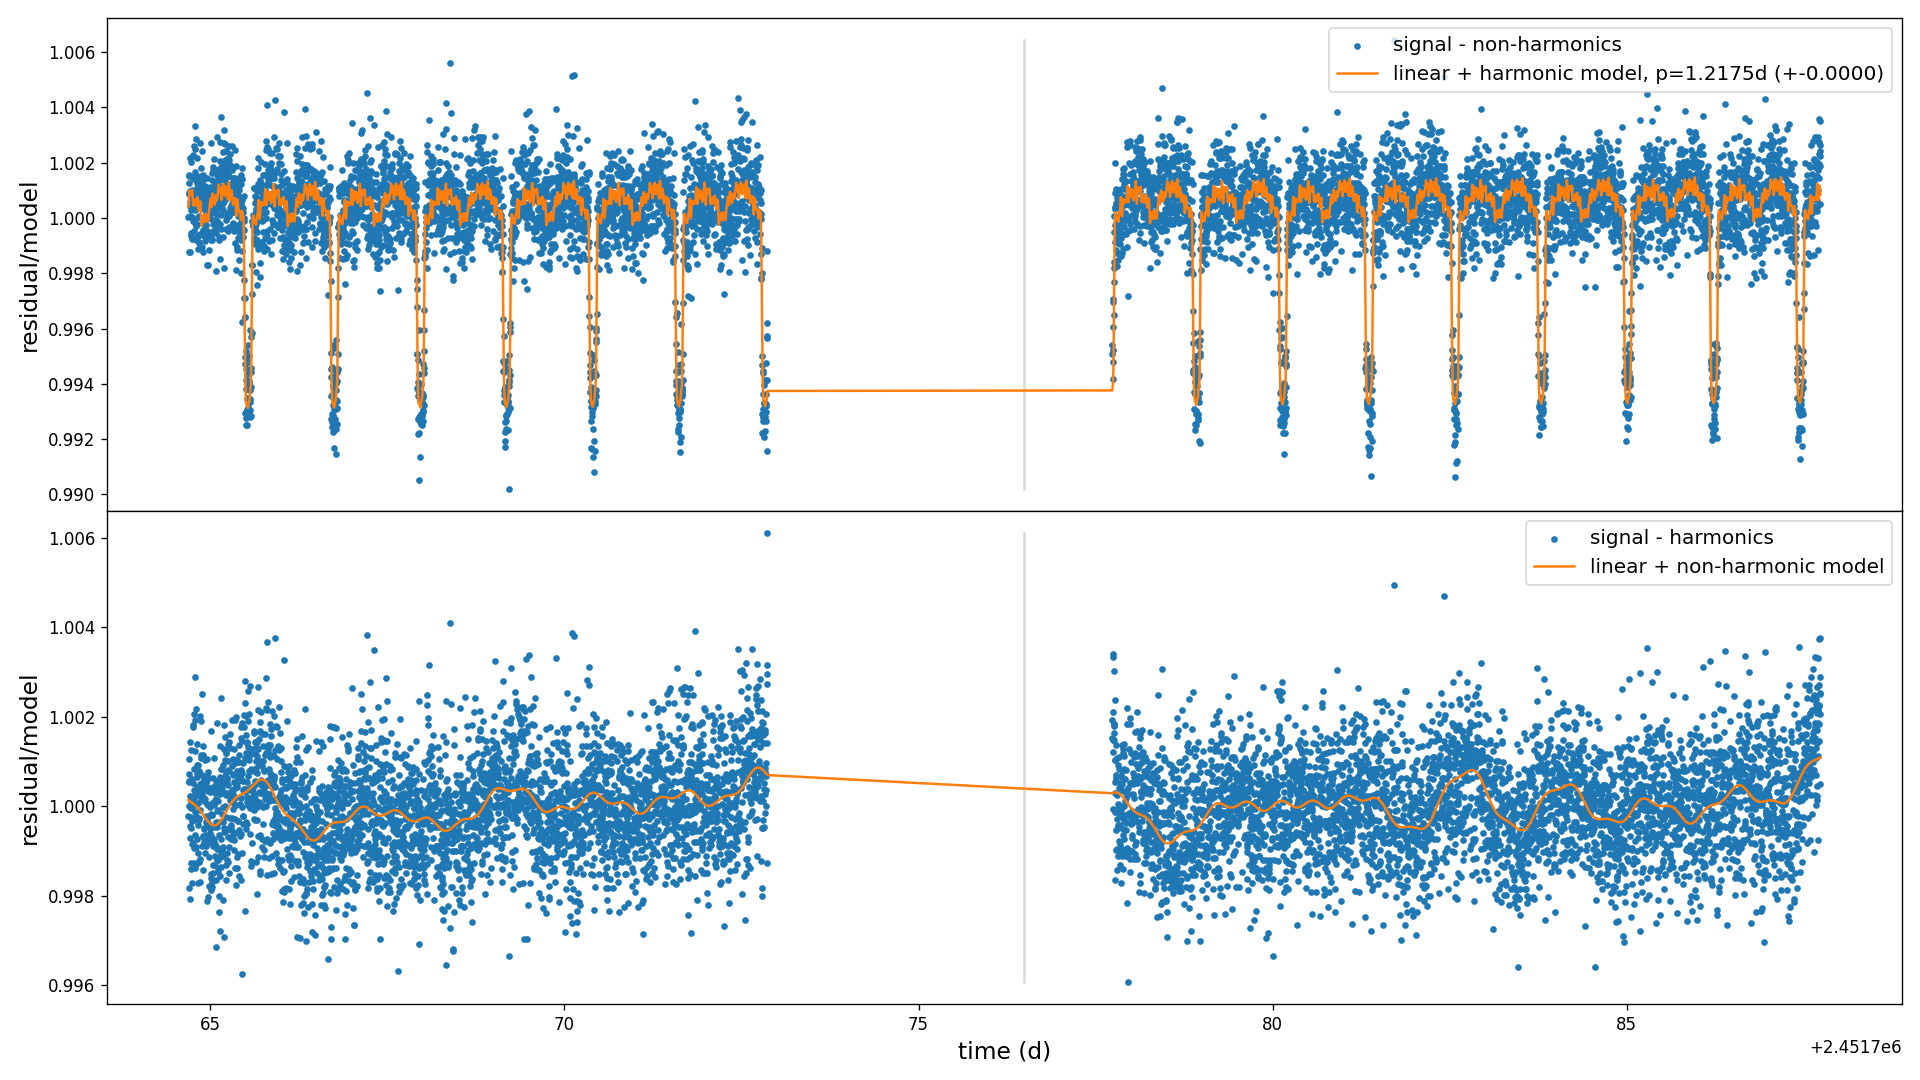 signal - non-harmonics
linear + harmonic model, p=1.2175d (+-0.0000)
residual/model
1.006
1.004
1.002
1.000
0.998
0.996
0.994
0.992
0.990
signal - harmonics
linear + non-harmonic model
residual/model
1.006
1.004
1.002
1.000
0.998
0.996
65
70
75
80
85
time (d)
+2.4517e6